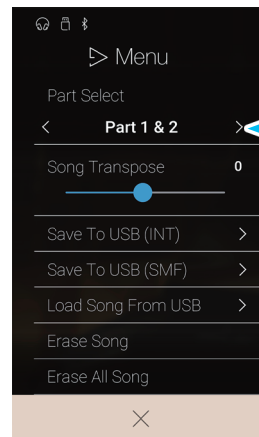 Menu
Part Select
< Part 1 & 2 >
Song Transpose 0
Save To USB (INT) >
Save To USB (SMF) >
Load Song From USB >
Erase Song
Erase All Song